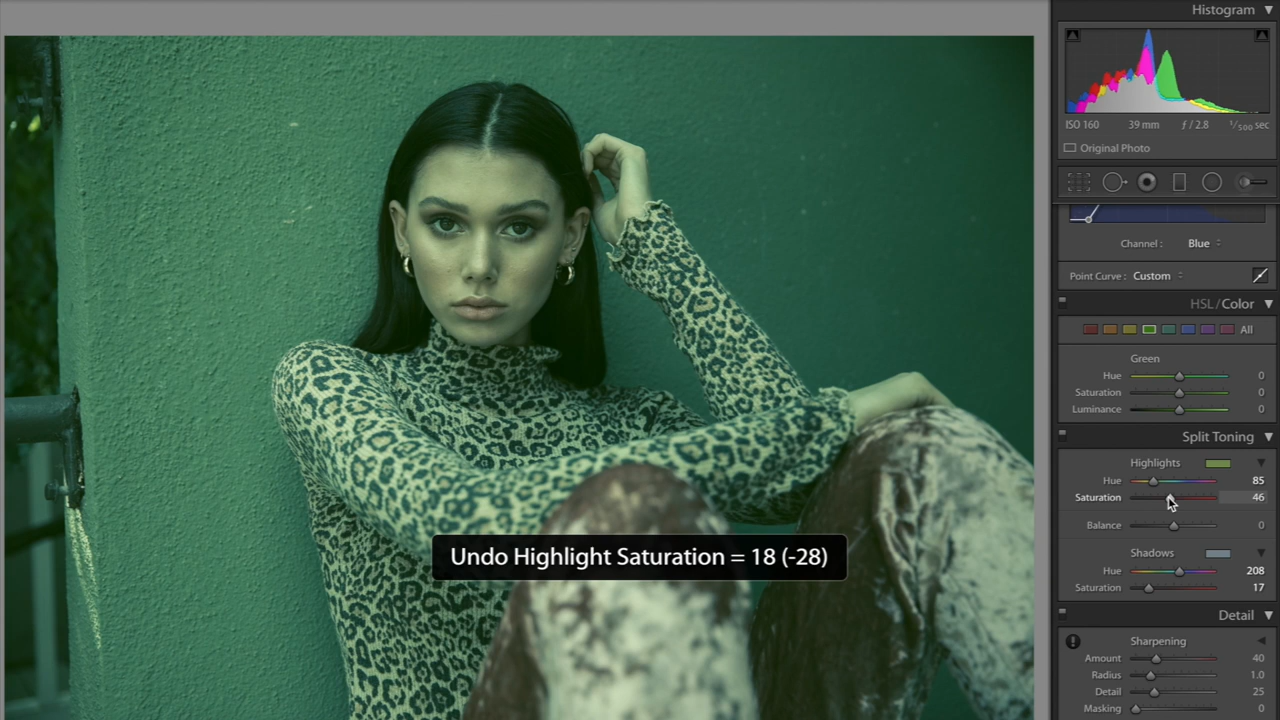 Histogram
ISO 160 39 mm ƒ / 2.8 1/500 sec
Original Photo
Channel : Blue
Point Curve : Custom
HSL / Color
All
Green
Hue 0
Saturation 0
Luminance 0
Split Toning
Highlights
Hue 85
Saturation 46
Balance 0
Shadows
Hue 208
Saturation 17
Undo Highlight Saturation = 18 (-28)
Detail
Sharpening
Amount 40
Radius 1.0
Detail 25
Masking 0